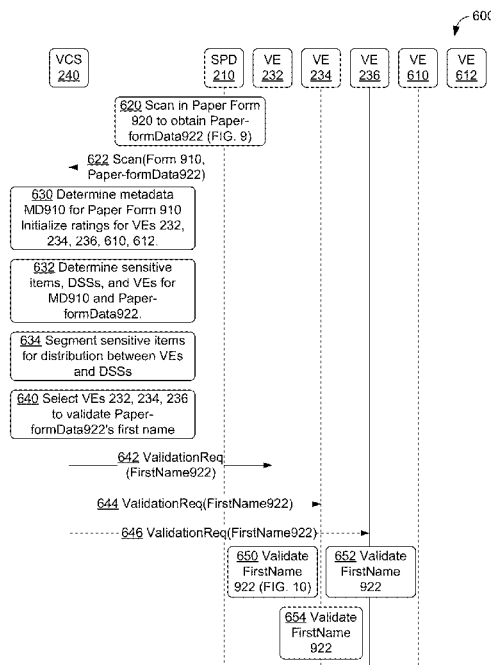 600
VCS
240
SPD
210
VE
232
VE
234
VE
236
VE
610
VE
612
620 Scan in Paper Form
920 to obtain Paper-
formData922 (FIG. 9)
622 Scan(Form 910,
Paper-formData922)
630 Determine metadata
MD910 for Paper Form 910
Initialize ratings for VEs 232,
234, 236, 610, 612.
632 Determine sensitive
items, DSSs, and VEs for
MD910 and Paper-
formData922.
634 Segment sensitive items
for distribution between VEs
and DSSs
640 Select VEs 232, 234, 236
to validate Paper-
formData922's first name
642 ValidationReq
(FirstName922)
644 ValidationReq(FirstName922)
646 ValidationReq(FirstName922)
650 Validate
FirstName
922 (FIG. 10)
652 Validate
FirstName
922
654 Validate
FirstName
922